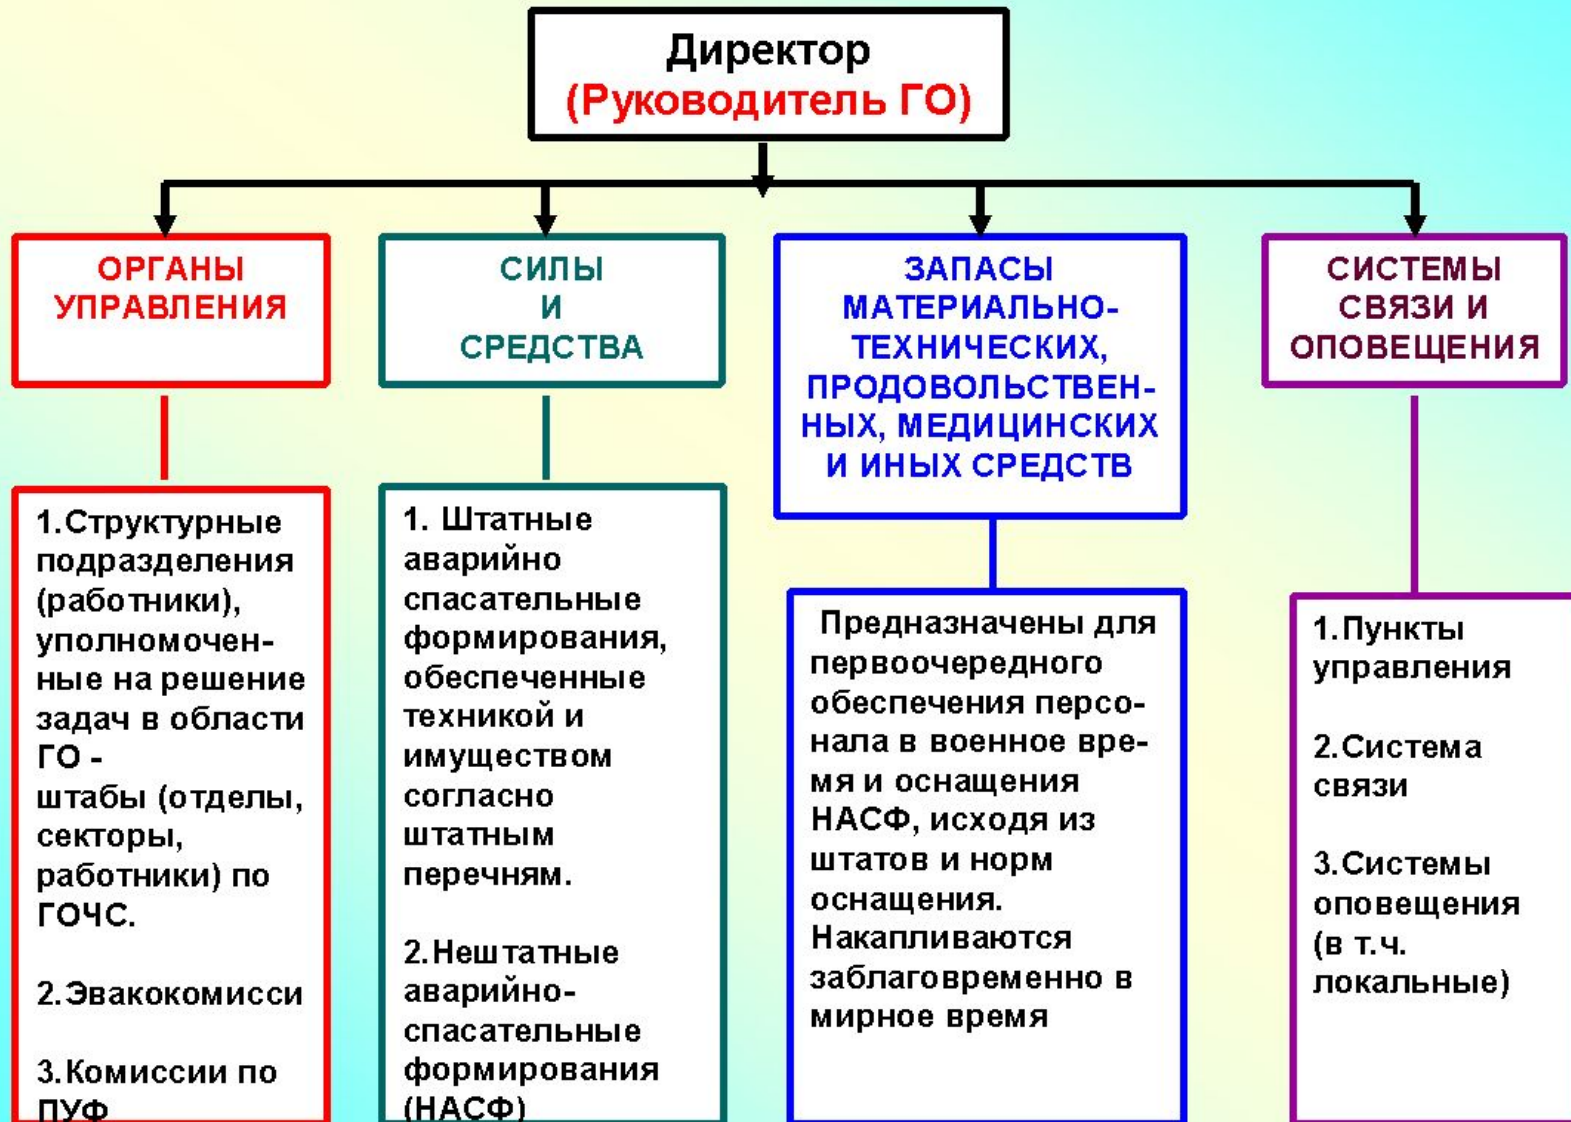 Директор
(Руководитель ГО)
ОРГАНЫ
УПРАВЛЕНИЯ
СИЛЫ
И
СРЕДСТВА
ЗАПАСЫ
МАТЕРИАЛЬНО-
ТЕХНИЧЕСКИХ,
ПРОДОВОЛЬСТВЕН-
НЫХ, МЕДИЦИНСКИХ
И ИНЫХ СРЕДСТВ
СИСТЕМЫ
СВЯЗИ И
ОПОВЕЩЕНИЯ
1.Структурные
подразделения
(работники),
уполномочен-
ные на решение
задач в области
ГО -
штабы (отделы,
секторы,
работники) по
ГОЧС.
2.Эвакокомисси
3.Комиссии по
ПУФ
1. Штатные
аварийно
спасательные
формирования,
обеспеченные
техникой и
имуществом
согласно
штатным
перечням.
2.Нештатные
аварийно-
спасательные
формирования
(НАСФ)
Предназначены для
первоочередного
обеспечения персо-
нала в военное вре-
мя и оснащения
НАСФ, исходя из
штатов и норм
оснащения.
Накапливаются
заблаговременно в
мирное время
1.Пункты
управления
2.Система
связи
3.Системы
оповещения
(в т.ч.
локальные)